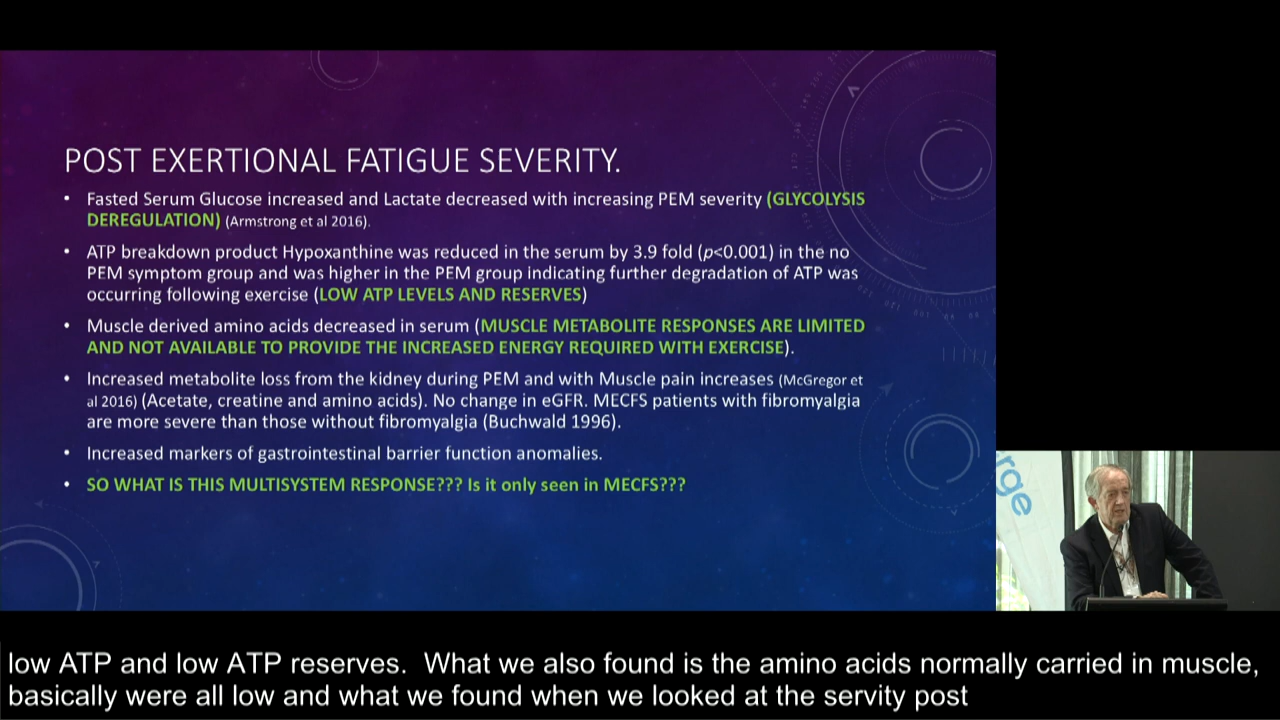 POST EXERTIONAL FATIGUE SEVERITY.
• Fasted Serum Glucose increased and Lactate decreased with increasing PEM severity (GLYCOLYSIS
DEREGULATION) (Armstrong et al 2016).
• ATP breakdown product Hypoxanthine was reduced in the serum by 3.9 fold (p<0.001) in the no
PEM symptom group and was higher in the PEM group indicating further degradation of ATP was
occurring following exercise (LOW ATP LEVELS AND RESERVES)
• Muscle derived amino acids decreased in serum (MUSCLE METABOLITE RESPONSES ARE LIMITED
AND NOT AVAILABLE TO PROVIDE THE INCREASED ENERGY REQUIRED WITH EXERCISE).
• Increased metabolite loss from the kidney during PEM and with Muscle pain increases (McGregor et
al 2016) (Acetate, creatine and amino acids). No change in eGFR. MECFS patients with fibromyalgia
are more severe than those without fibromyalgia (Buchwald 1996).
• Increased markers of gastrointestinal barrier function anomalies.
• SO WHAT IS THIS MULTISYSTEM RESPONSE??? Is it only seen in MECFS???
rge
low ATP and low ATP reserves.  What we also found is the amino acids normally carried in muscle,
basically were all low and what we found when we looked at the servity post